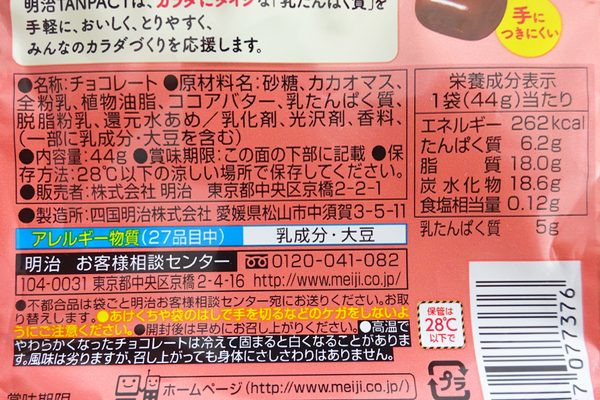 明治TANPACTは、カラダにダイジな「乳たんぱく質」を
手軽に、おいしく、とりやすく、
みんなのカラダづくりを応援します。
手に
つきにくい
●名称:チョコレート ●原材料名:砂糖、カカオマス、
全粉乳、植物油脂、ココアバター、乳たんぱく質、
脱脂粉乳、還元水あめ/乳化剤、光沢剤、香料、
(一部に乳成分・大豆を含む)
●内容量:44g ●賞味期限:この面の下部に記載 ●保
存方法:28℃以下の涼しい場所で保存してください。
●販売者:株式会社 明治 東京都中央区京橋2-2-1
●製造所:四国明治株式会社 愛媛県松山市中須賀3-5-11
栄養成分表示
1袋(44g)当たり
エネルギー 262kcal
たんぱく質 6.2g
脂質 18.0g
炭水化物 18.6g
食塩相当量 0.12g
乳たんぱく質 5g
アレルギー物質(27品目中) 乳成分・大豆
明治 お客様相談センター 0120-041-082
104-0031 東京都中央区京橋2-4-16 http://www.meiji.co.jp/
●不都合品は袋ごと明治お客様相談センター宛にお送りください。お取
り替えします。●あけくちや袋のはしで手を切るなどのケガをしないよ
うにご注意ください。●開封後は早めにお召し上がりください。●高温で
やわらかくなったチョコレートは冷えて固まると白くなることがありま
す。風味は劣りますが、召し上がっても身体にさしさわりはありません。
保管は
28℃
以下で
ホームページ(http://www.meiji.co.jp/)
プラ
賞味期限
7 077376